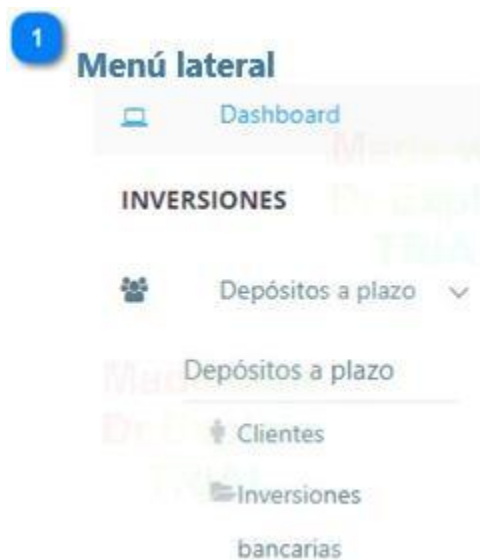 1
Menú lateral
Dashboard
INVERSIONES
Depósitos a plazo
Depósitos a plazo
Clientes
Inversiones
bancarias